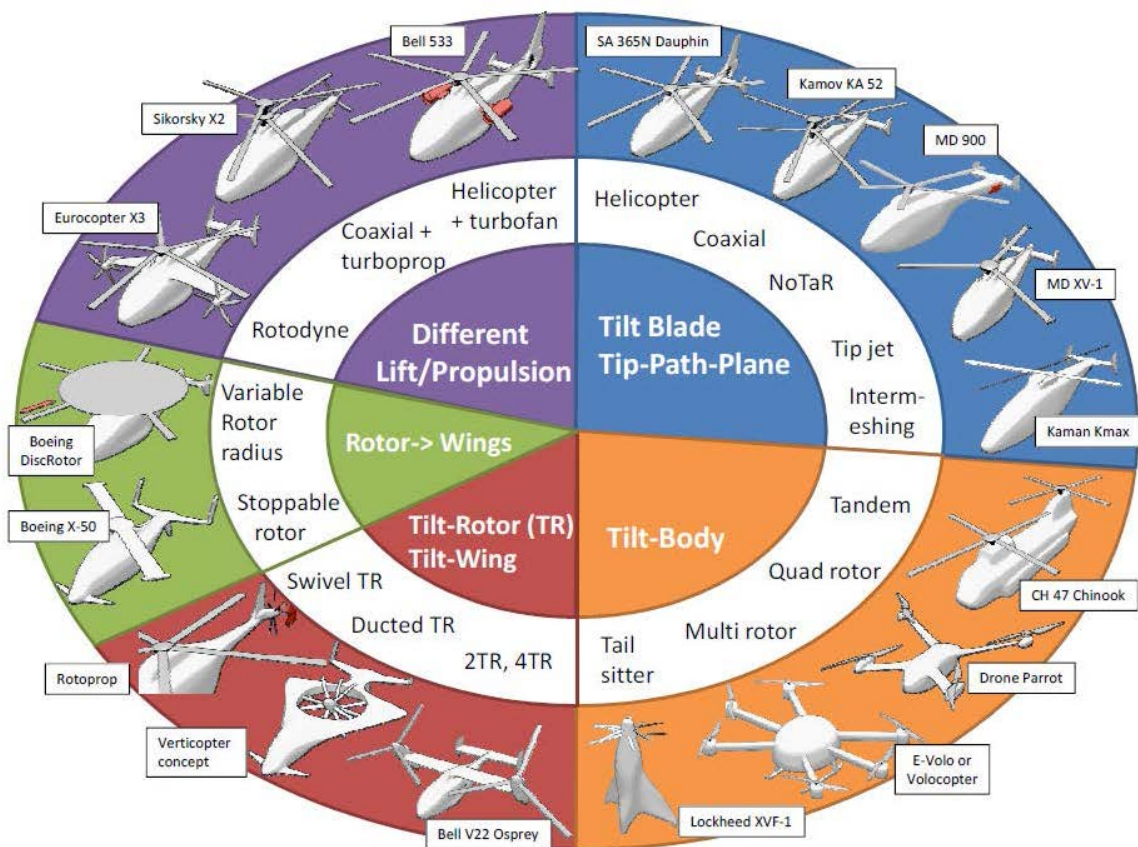 Bell 533
SA 365N Dauphin
Kamov KA 52
Sikorsky X2
MD 900
Eurocopter X3
MD XV-1
Kaman Kmax
Helicopter
+ turbofan
Coaxial +
turboprop
Rotodyne
Helicopter
Coaxial
NoTaR
Tip jet
Interm-
eshing
Different
Lift/Propulsion
Tilt Blade
Tip-Path-Plane
Boeing
DiscRotor
Variable
Rotor
radius
Rotor-> Wings
Boeing X-50
Stoppable
rotor
Tilt-Rotor (TR)
Tilt-Wing
Tilt-Body
Tandem
Quad rotor
Multi rotor
Tail
sitter
Swivel TR
Ducted TR
2TR, 4TR
CH 47 Chinook
Drone Parrot
E-Volo or
Volocopter
Lockheed XVF-1
Rotoprop
Verticopter
concept
Bell V22 Osprey